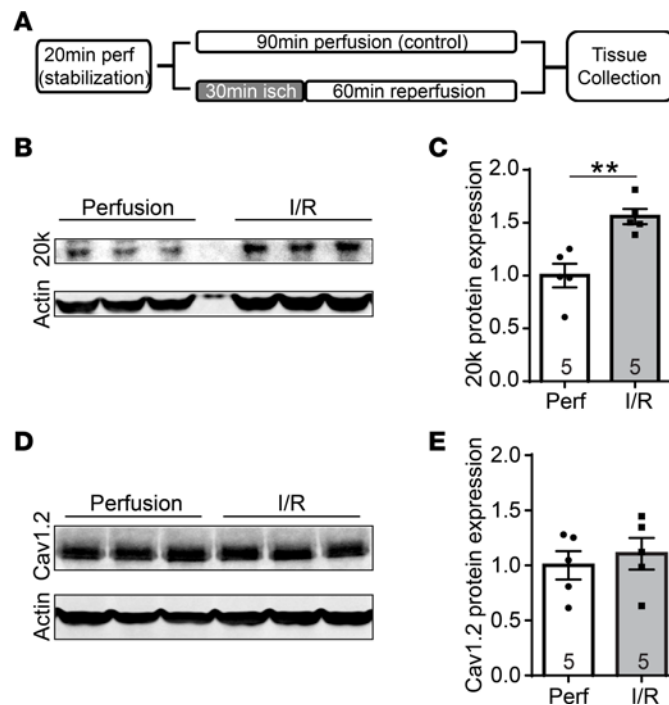 A
20min perf
(stabilization)
90min perfusion (control)
30min isch
60min reperfusion
Tissue
Collection
B
Perfusion
I/R
20k
Actin
C
20k protein expression
2.0
1.5
1.0
0.5
0.0
**
5
5
Perf
I/R
D
Perfusion
I/R
Cav1.2
Actin
E
Cav1.2 protein expression
2.0
1.5
1.0
0.5
0.0
5
5
Perf
I/R